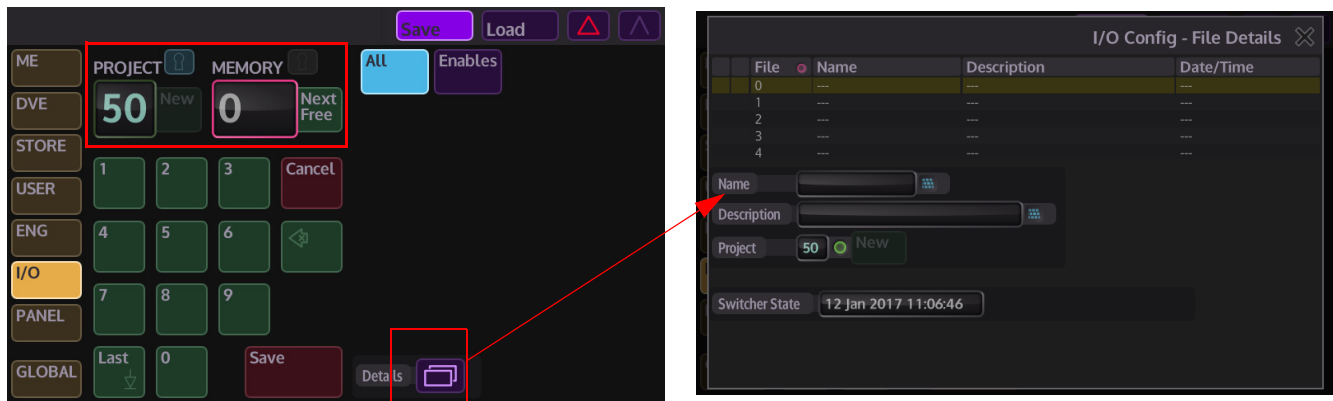 Save
Load
ME
DVE
STORE
USER
ENG
I/O
PANEL
GLOBAL
PROJECT
MEMORY
50
New
0
Next
Free
All
Enables
1
2
3
Cancel
4
5
6
7
8
9
Last
0
Save
Details
I/O Config - File Details
File Name Description Date/Time
0 --- --- ---
1 --- --- ---
2 --- --- ---
3 --- --- ---
4 --- --- ---
Name
Description
Project 50 New
Switcher State 12 Jan 2017 11:06:46